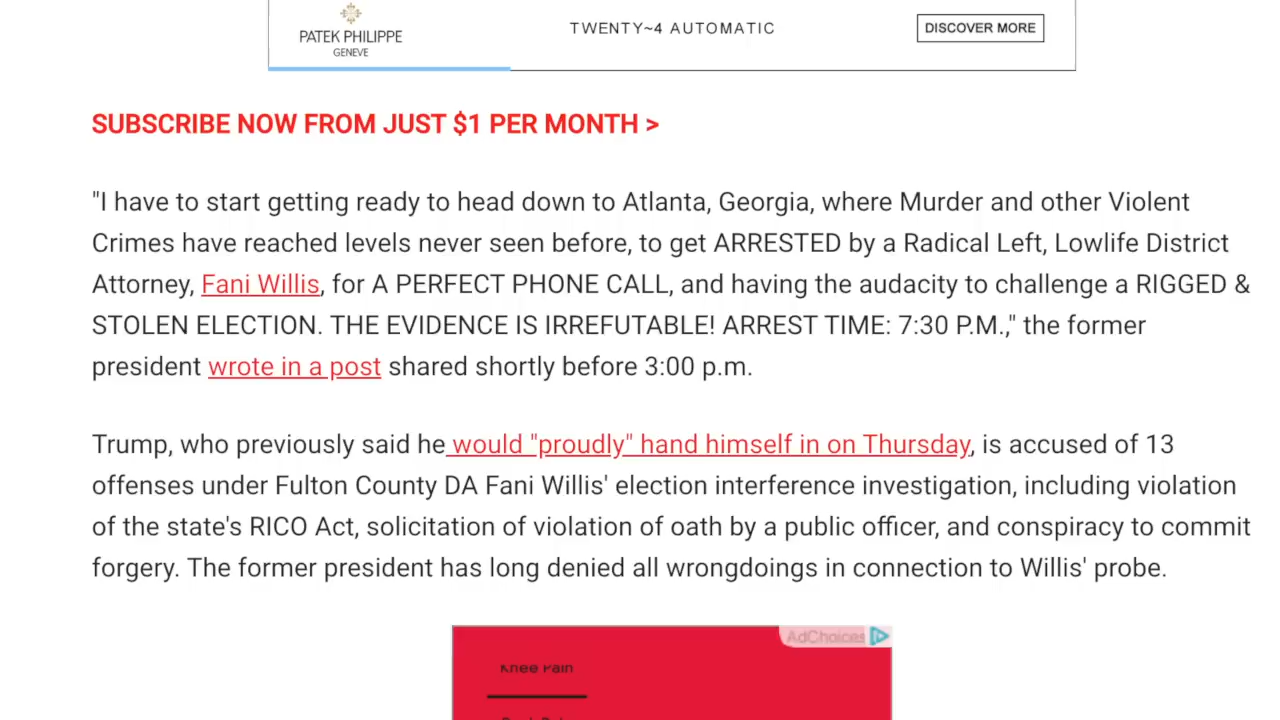 PATEK PHILIPPE
GENEVE
TWENTY~4 AUTOMATIC
DISCOVER MORE
SUBSCRIBE NOW FROM JUST $1 PER MONTH >
"I have to start getting ready to head down to Atlanta, Georgia, where Murder and other Violent
Crimes have reached levels never seen before, to get ARRESTED by a Radical Left, Lowlife District
Attorney, Fani Willis, for A PERFECT PHONE CALL, and having the audacity to challenge a RIGGED &
STOLEN ELECTION. THE EVIDENCE IS IRREFUTABLE! ARREST TIME: 7:30 P.M.," the former
president wrote in a post shared shortly before 3:00 p.m.
Trump, who previously said he would "proudly" hand himself in on Thursday, is accused of 13
offenses under Fulton County DA Fani Willis' election interference investigation, including violation
of the state's RICO Act, solicitation of violation of oath by a public officer, and conspiracy to commit
forgery. The former president has long denied all wrongdoings in connection to Willis' probe.
AdChoices
Knee Pain